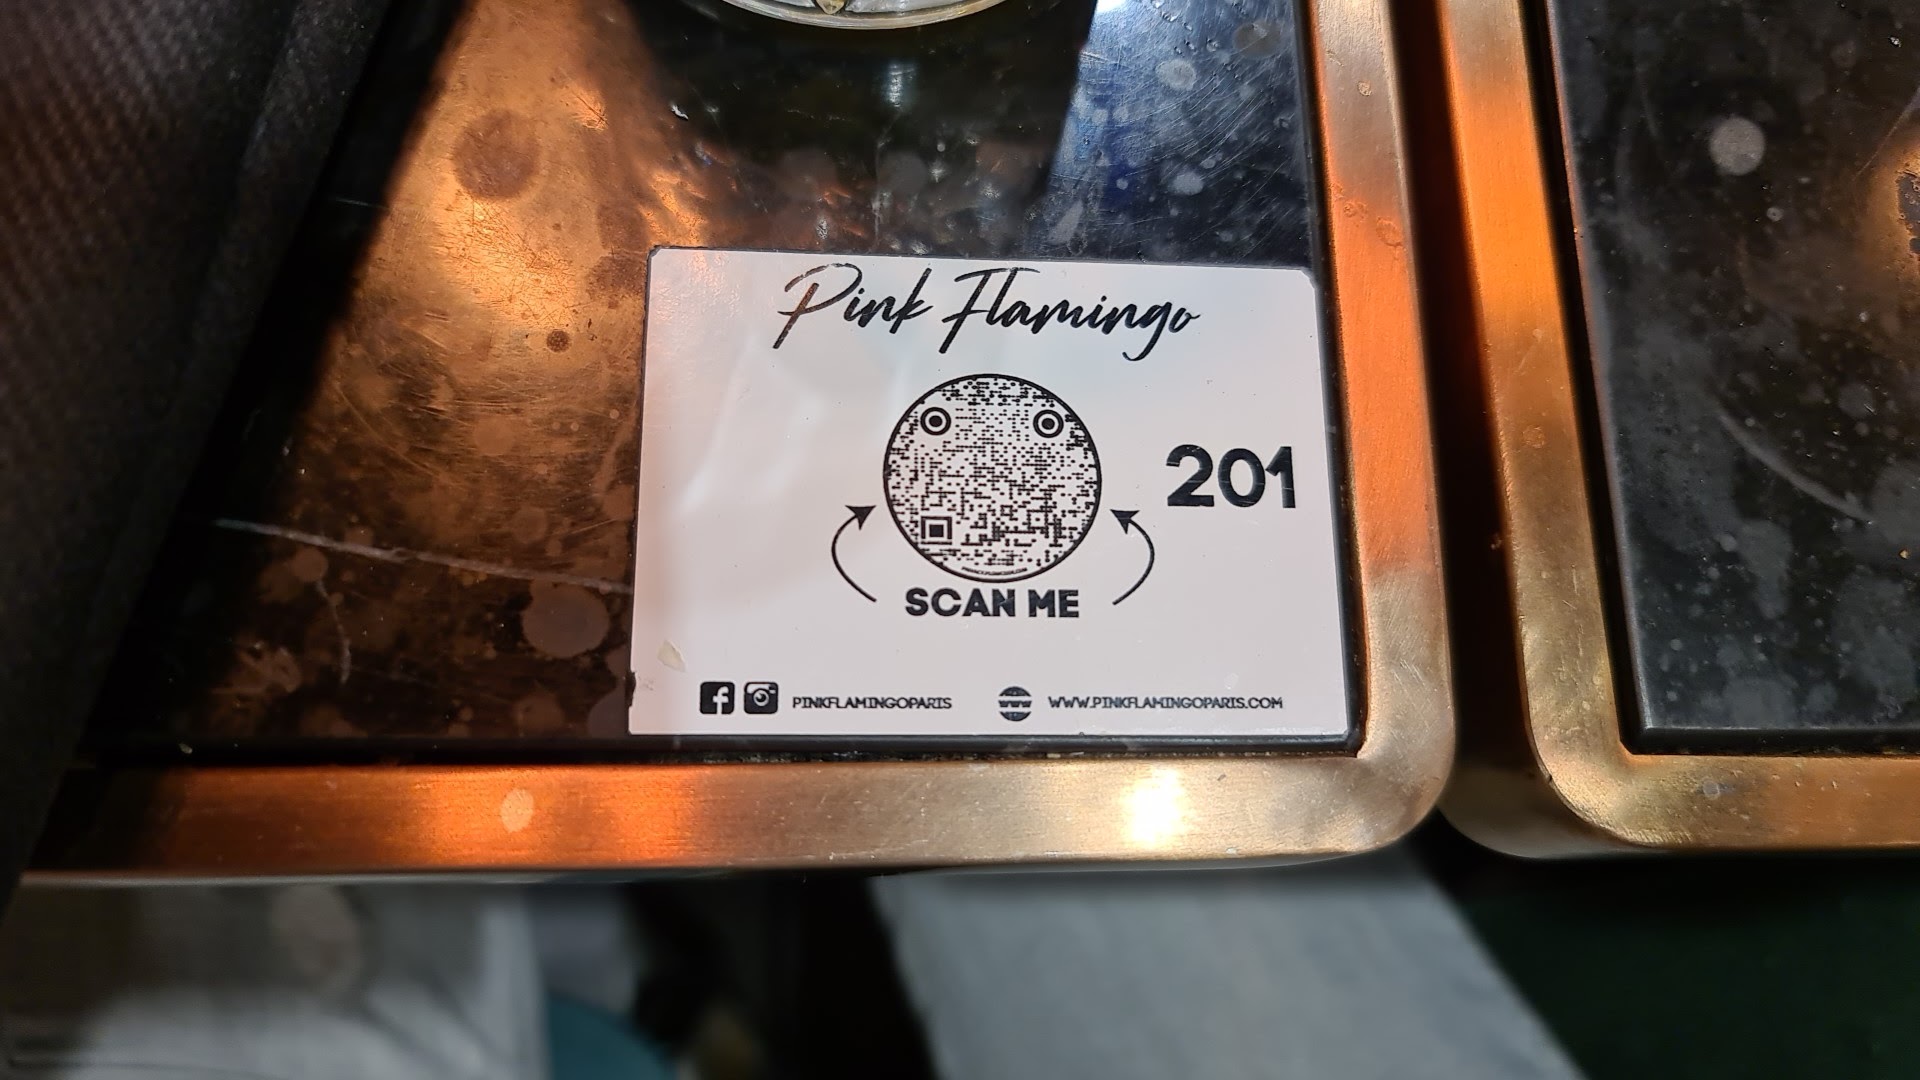 Pink Flamingo
201
SCAN ME
PINKFLAMINGOPARIS
WWW.PINKFLAMINGOPARIS.COM